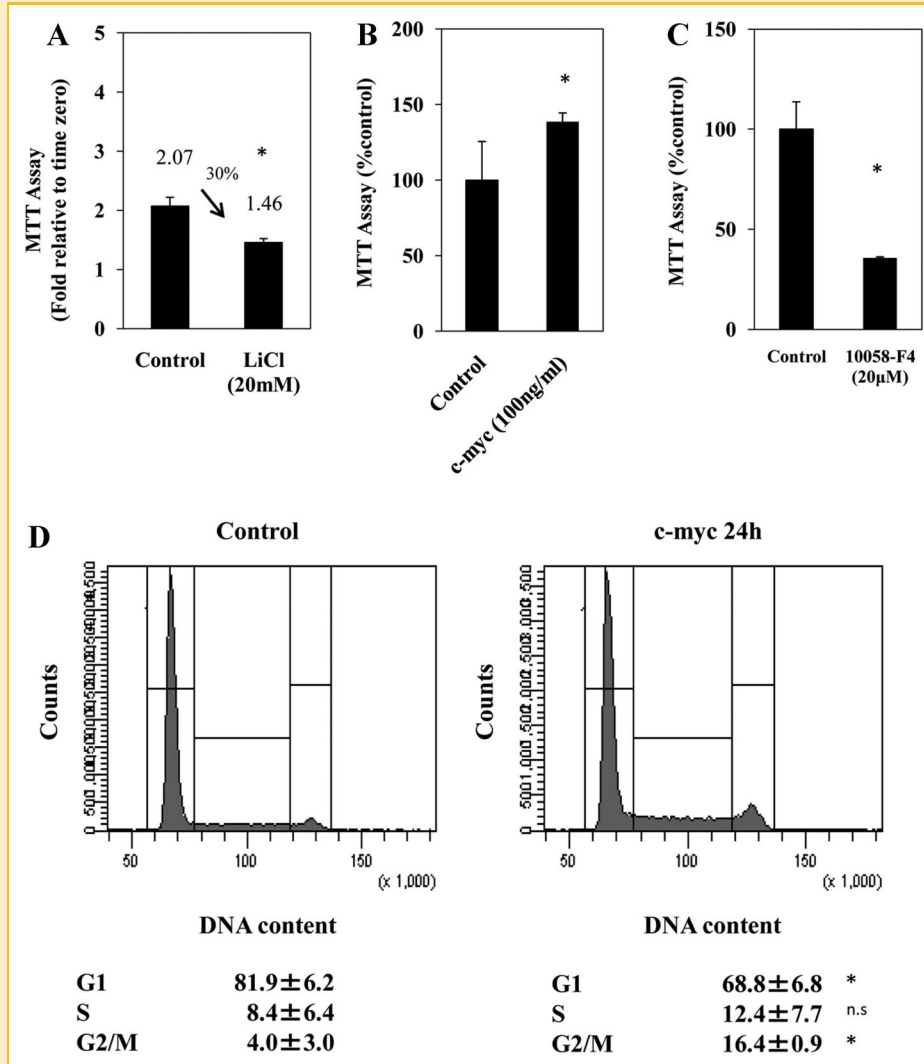 A
MTT Assay
(Fold relative to time zero)
5
4
3
2
1
0
2.07
30%
*
1.46
Control
LiCl
(20mM)
B
MTT Assay (%control)
200
150
100
50
0
*
Control
c-myc (100ng/ml)
C
MTT Assay (%control)
150
100
50
0
*
Control
10058-F4
(20μM)
D
Control
Counts
50
100
150
(x 1,000)
DNA content
G1 81.9±6.2
S 8.4±6.4
G2/M 4.0±3.0
c-myc 24h
Counts
50
100
150
(x 1,000)
DNA content
G1 68.8±6.8 *
S 12.4±7.7 n.s
G2/M 16.4±0.9 *